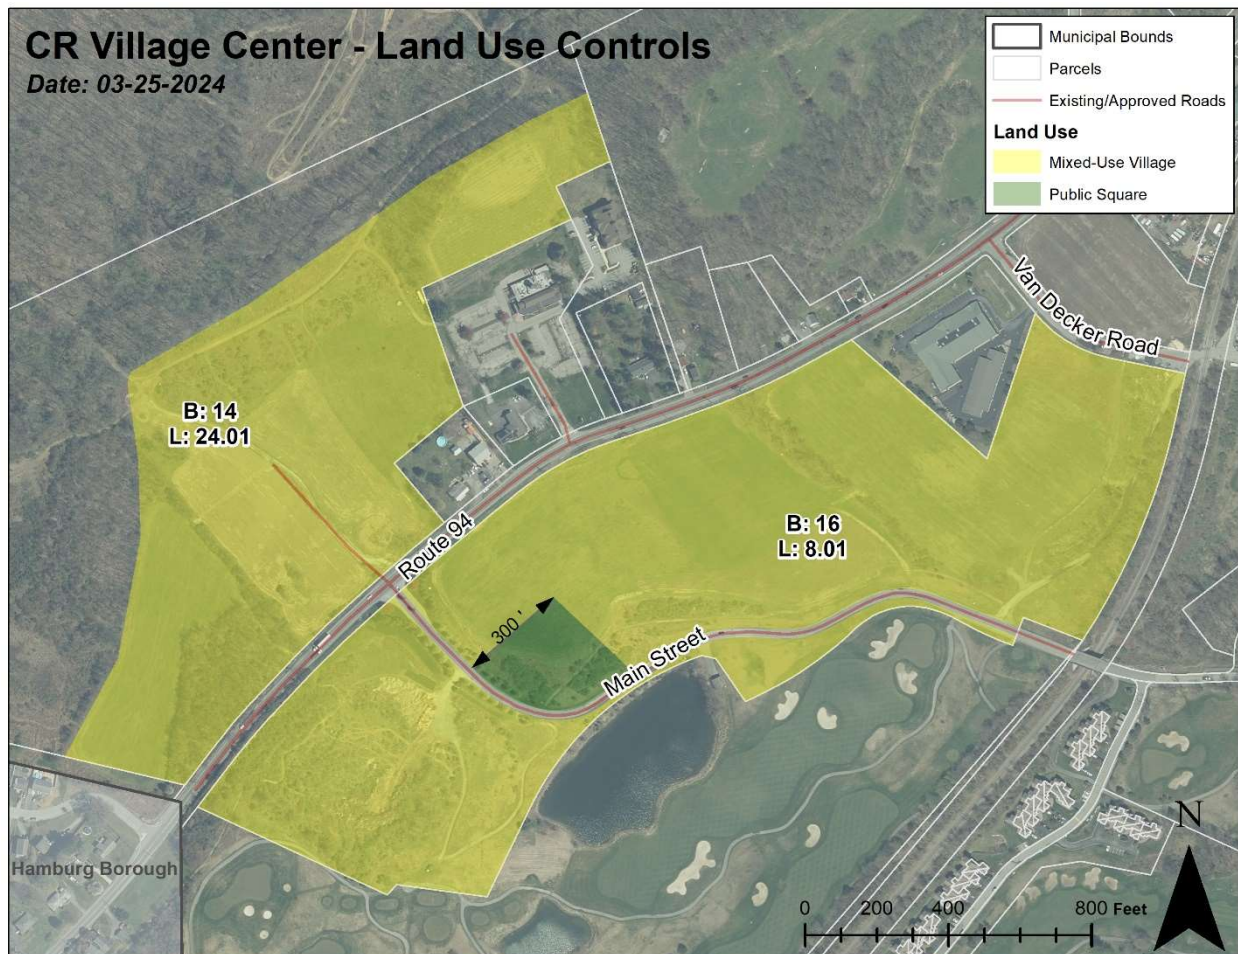 CR Village Center - Land Use Controls
Date: 03-25-2024
Municipal Bounds
Parcels
Existing/Approved Roads
Land Use
Mixed-Use Village
Public Square
Van Decker Road
B: 14
L: 24.01
Route 94
B: 16
L: 8.01
300 '
Main Street
Hamburg Borough
N
0 200 400 800 Feet